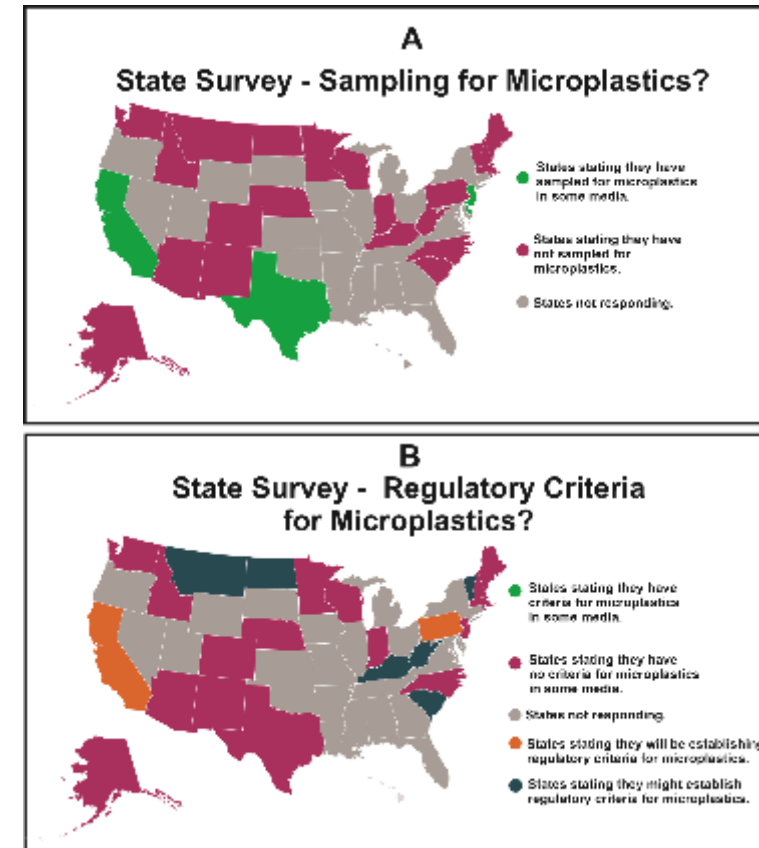 A
State Survey - Sampling for Microplastics?
States stating they have
sampled for microplastics
in some media.
States stating they have
not sampled for
microplastics.
States not responding.
B
State Survey - Regulatory Criteria
for Microplastics?
States stating they have
criteria for microplastics
in some media.
States stating they have
no criteria for microplastics
in some media.
States not responding.
States stating they will be establishing
regulatory criteria for microplastics.
States stating they might establish
regulatory criteria for microplastics.